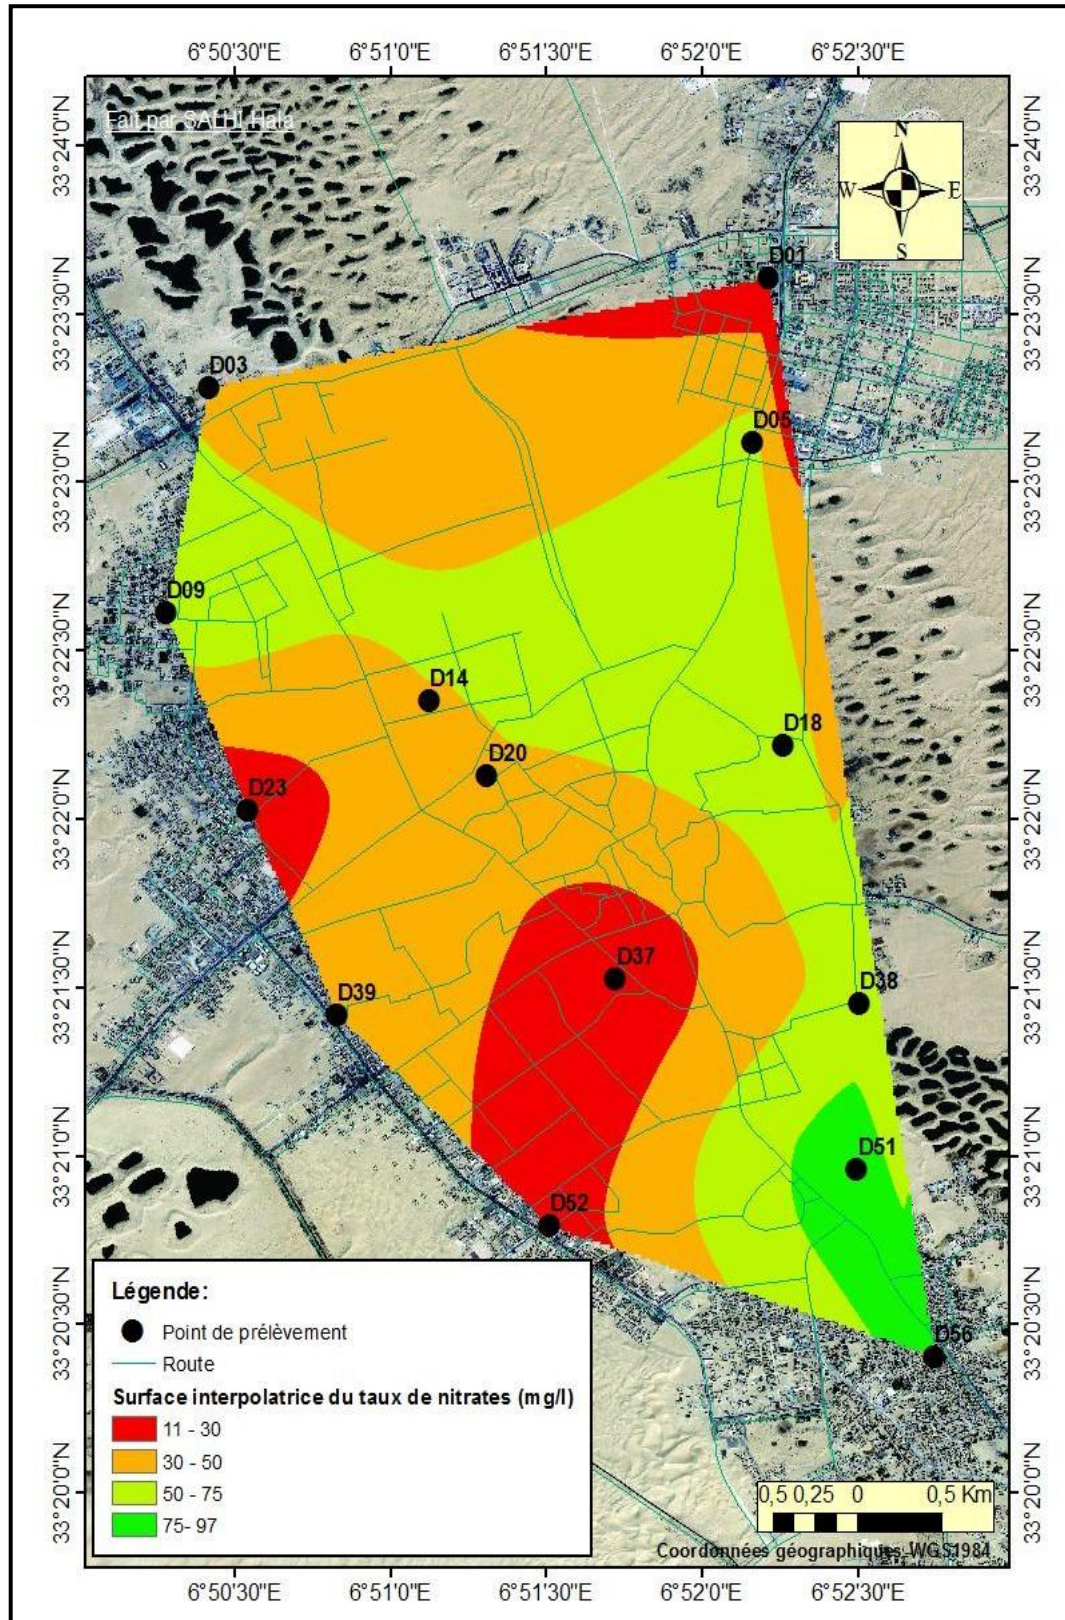 6°50'30"E 6°51'0"E 6°51'30"E 6°52'0"E 6°52'30"E
Fait par SALHI Hala
33°24'0"N
33°23'30"N
33°23'0"N
33°22'30"N
33°22'0"N
33°21'30"N
33°21'0"N
33°20'30"N
33°20'0"N
N
W E
S
33°24'0"N
33°23'30"N
33°23'0"N
33°22'30"N
33°22'0"N
33°21'30"N
33°21'0"N
33°20'30"N
33°20'0"N
D01
D03
D05
D09
D14
D18
D20
D23
D37
D38
D39
D51
D52
D56
Légende:
Point de prélèvement
Route
Surface interpolatrice du taux de nitrates (mg/l)
11 - 30
30 - 50
50 - 75
75- 97
0,5 0,25 0 0,5 Km
Coordonnées géographiques-WGS1984
6°50'30"E 6°51'0"E 6°51'30"E 6°52'0"E 6°52'30"E